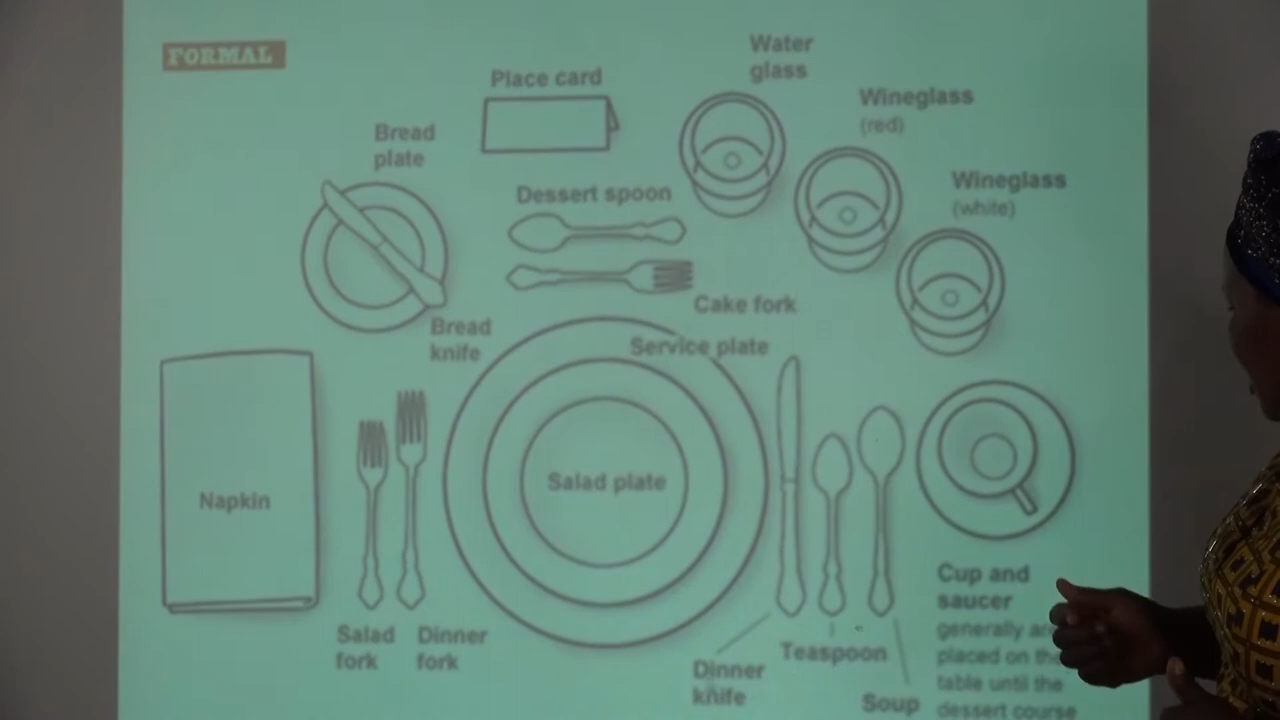 FORMAL
Water
glass
Place card
Wineglass
(red)
Bread
plate
Dessert spoon
Wineglass
(white)
Cake fork
Bread
knife
Service plate
Salad plate
Napkin
Cup and
saucer
generally
placed on
table until the
dessert course
Salad
fork
Dinner
fork
Teaspoon
Dinner
knife
Soup